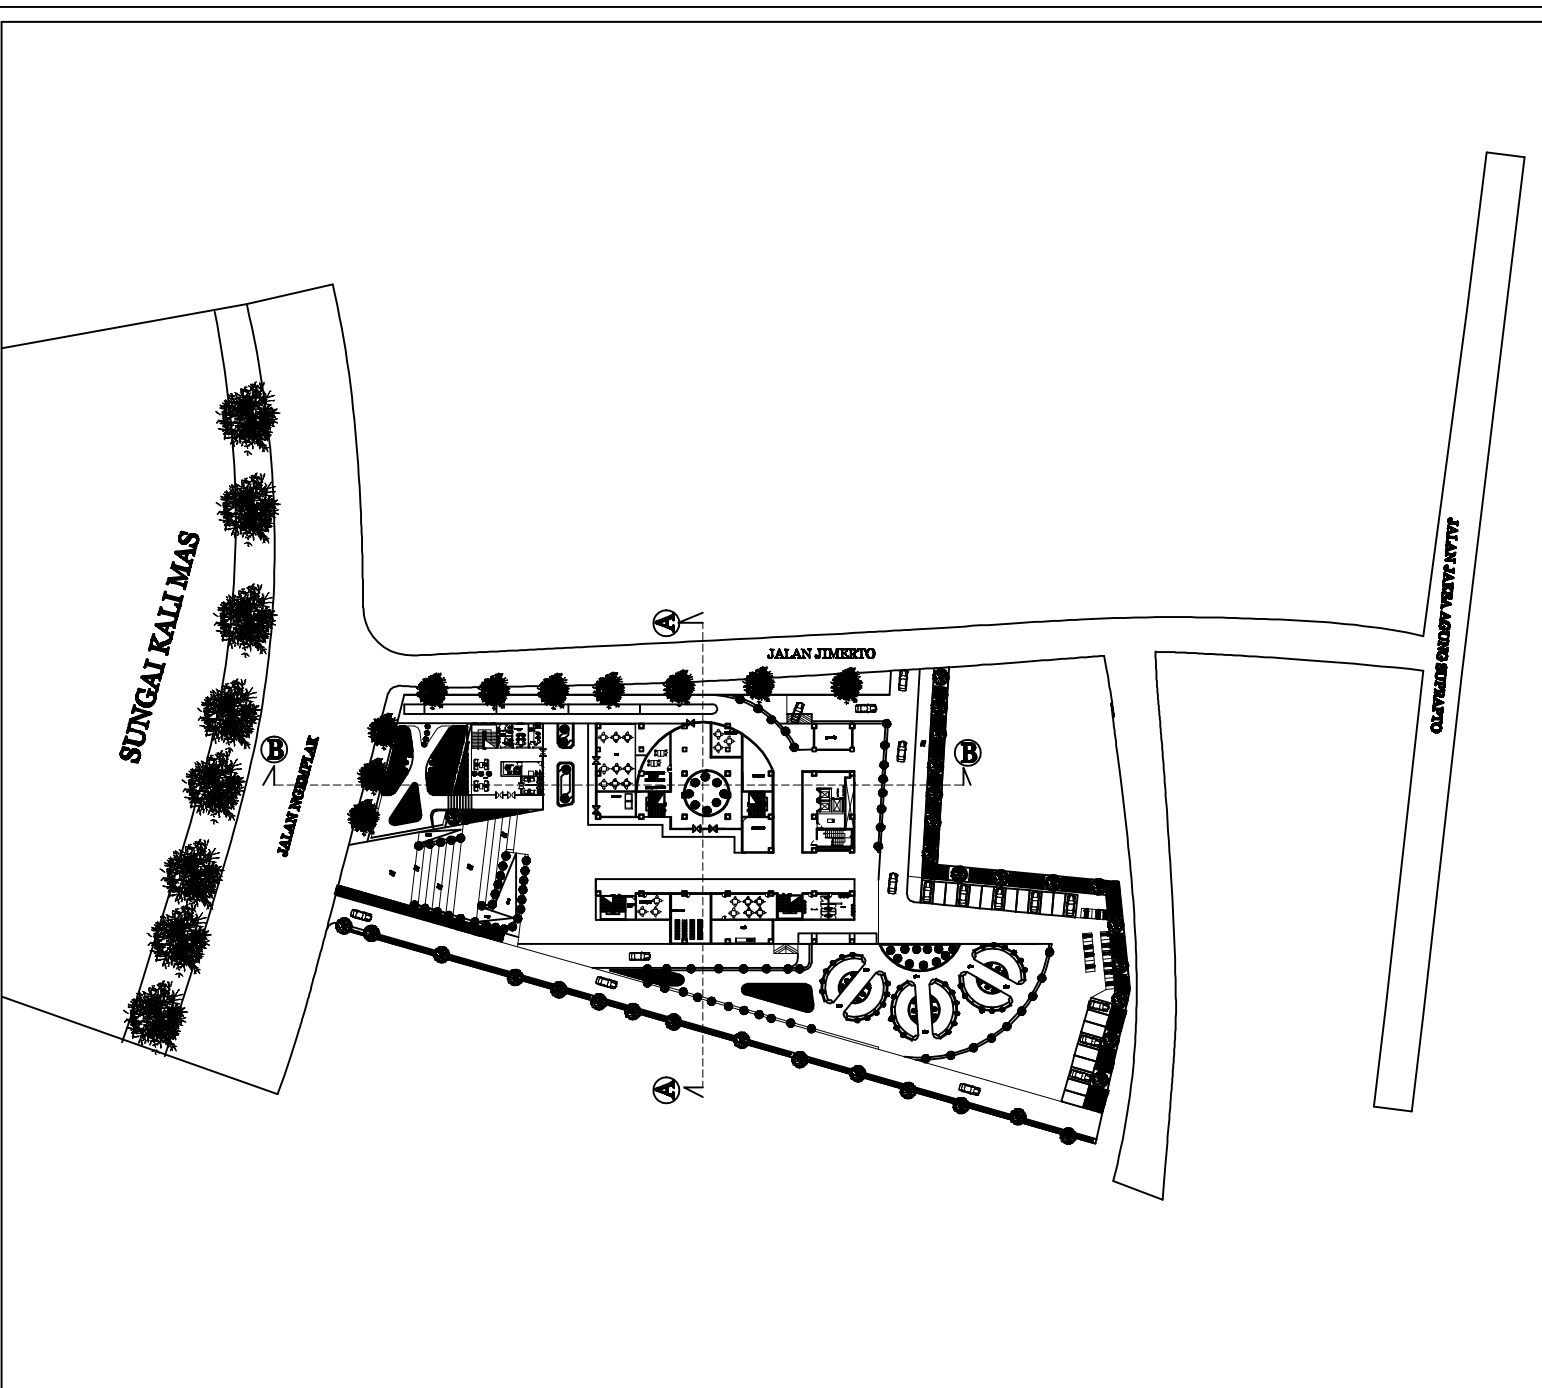 A
JALAN JIMERTO
SUNGAI KALI MAS
JALAN NGEMPLAK
B
B
JALAN JAKSA AGUNG SUPRAPTO
A